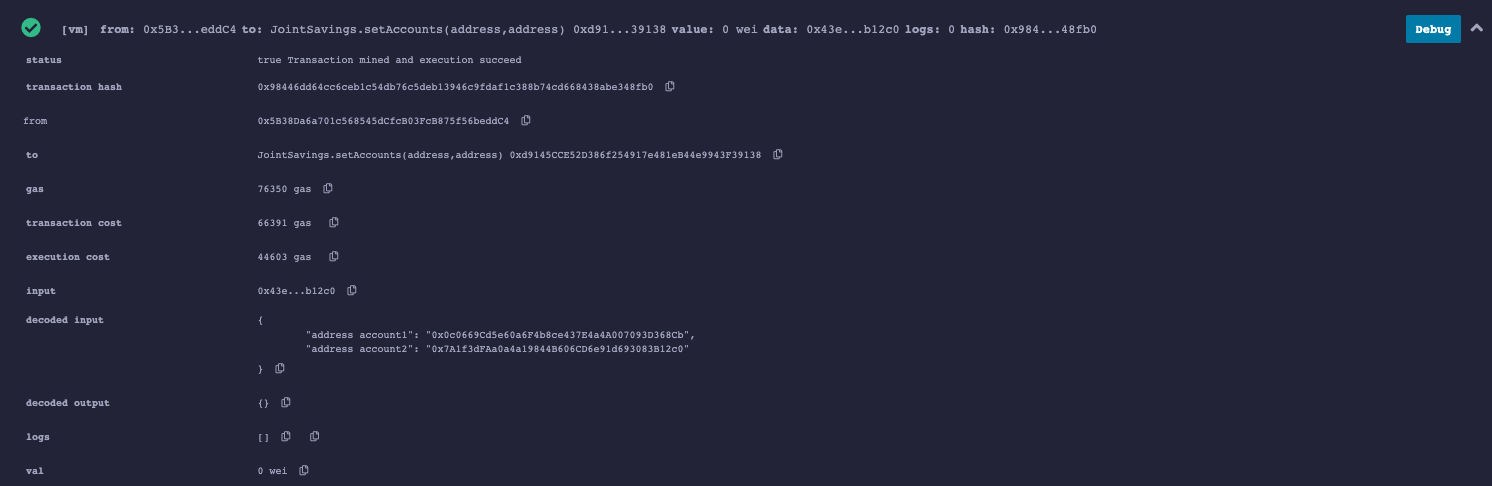 [vm] from: 0x5B3...eddC4 to: JointSavings.setAccounts(address,address) 0xd91...39138 value: 0 wei data: 0x43e...b12c0 logs: 0 hash: 0x984...48fb0 Debug
status true Transaction mined and execution succeed
transaction hash 0x98446dd64cc6ceb1c54db76c5deb13946c9fdaf1c388b74cd668438abe348fb0
from 0x5B38Da6a701c568545dCfcB03FcB875f56beddC4
to JointSavings.setAccounts(address,address) 0xd9145CCE52D386f254917e481eB44e9943F39138
gas 76350 gas
transaction cost 66391 gas
execution cost 44603 gas
input 0x43e...b12c0
decoded input {
"address account1": "0x0c0669Cd5e60a6F4b8ce437E4a4A007093D368Cb",
"address account2": "0x7A1f3dFAa0a4a19844B606CD6e91d693083B12c0"
}
decoded output {}
logs []
val 0 wei